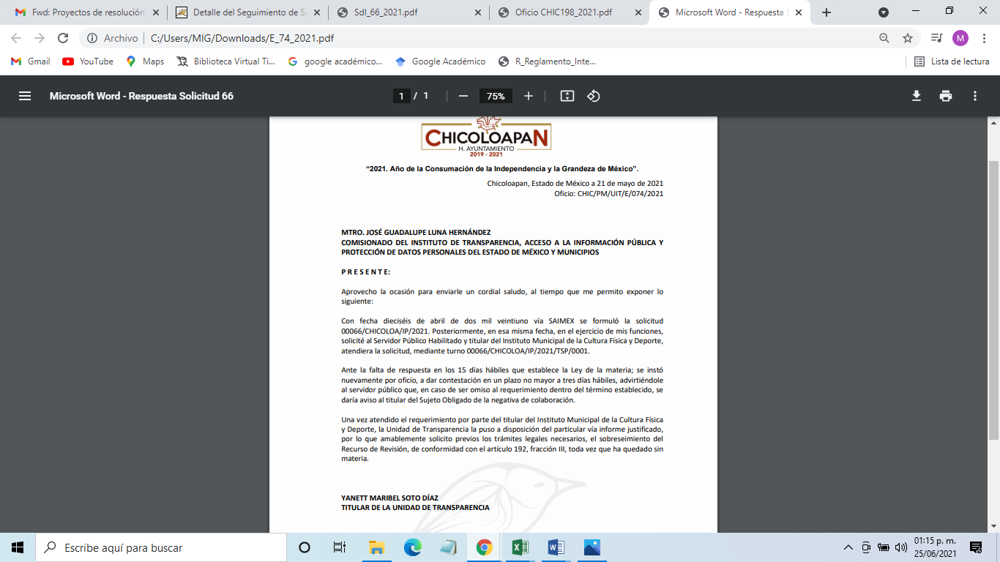 Fwd: Proyectos de resolución
Detalle del Seguimiento de S
SdI_66_2021.pdf
Oficio CHIC198_2021.pdf
Microsoft Word - Respuesta S
Archivo
C:/Users/MIG/Downloads/E_74_2021.pdf
M
Gmail
YouTube
Maps
Biblioteca Virtual Ti...
google académico...
Google Académico
R_Reglamento_Inte...
Lista de lectura
Microsoft Word - Respuesta Solicitud 66
1 / 1
75%
CHICOLOAPAN
H. AYUNTAMIENTO
2019 - 2021
“2021. Año de la Consumación de la Independencia y la Grandeza de México”.
Chicoloapan, Estado de México a 21 de mayo de 2021
Oficio: CHIC/PM/UIT/E/074/2021
MTRO. JOSÉ GUADALUPE LUNA HERNÁNDEZ
COMISIONADO DEL INSTITUTO DE TRANSPARENCIA, ACCESO A LA INFORMACIÓN PÚBLICA Y
PROTECCIÓN DE DATOS PERSONALES DEL ESTADO DE MÉXICO Y MUNICIPIOS
P R E S E N T E:
Aprovecho la ocasión para enviarle un cordial saludo, al tiempo que me permito exponer lo
siguiente:
Con fecha dieciséis de abril de dos mil veintiuno vía SAIMEX se formuló la solicitud
00066/CHICOLOA/IP/2021. Posteriormente, en esa misma fecha, en el ejercicio de mis funciones,
solicité al Servidor Público Habilitado y titular del Instituto Municipal de la Cultura Física y Deporte,
atendiera la solicitud, mediante turno 00066/CHICOLOA/IP/2021/TSP/0001.
Ante la falta de respuesta en los 15 días hábiles que establece la Ley de la materia; se instó
nuevamente por oficio, a dar contestación en un plazo no mayor a tres días hábiles, advirtiéndole
al servidor público que, en caso de ser omiso al requerimiento dentro del término establecido, se
daría aviso al titular del Sujeto Obligado de la negativa de colaboración.
Una vez atendido el requerimiento por parte del titular del Instituto Municipal de la Cultura Física
y Deporte, la Unidad de Transparencia la puso a disposición del particular vía informe justificado,
por lo que amablemente solicito previos los trámites legales necesarios, el sobreseimiento del
Recurso de Revisión, de conformidad con el artículo 192, fracción III, toda vez que ha quedado sin
materia.
YANETT MARIBEL SOTO DÍAZ
TITULAR DE LA UNIDAD DE TRANSPARENCIA
Escribe aquí para buscar
01:15 p. m.
25/06/2021